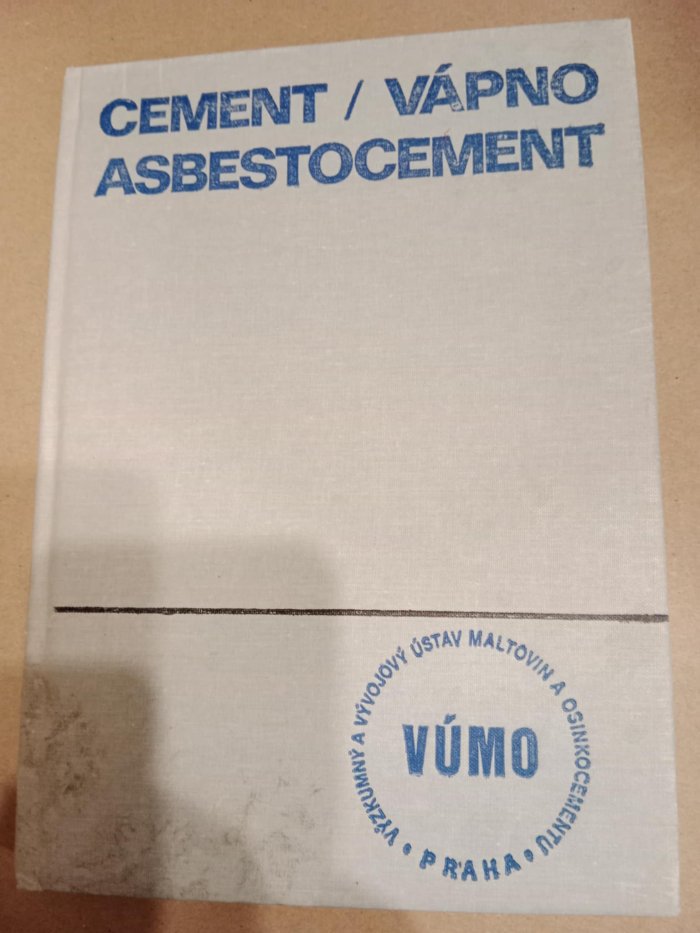 CEMENT / VÁPNO
ASBESTOCEMENT
VÝZKUMNÝ A VÝVOJOVÝ ÚSTAV MALTOVIN A OSINKOCEMENTU
VÚMO
• PRAHA •